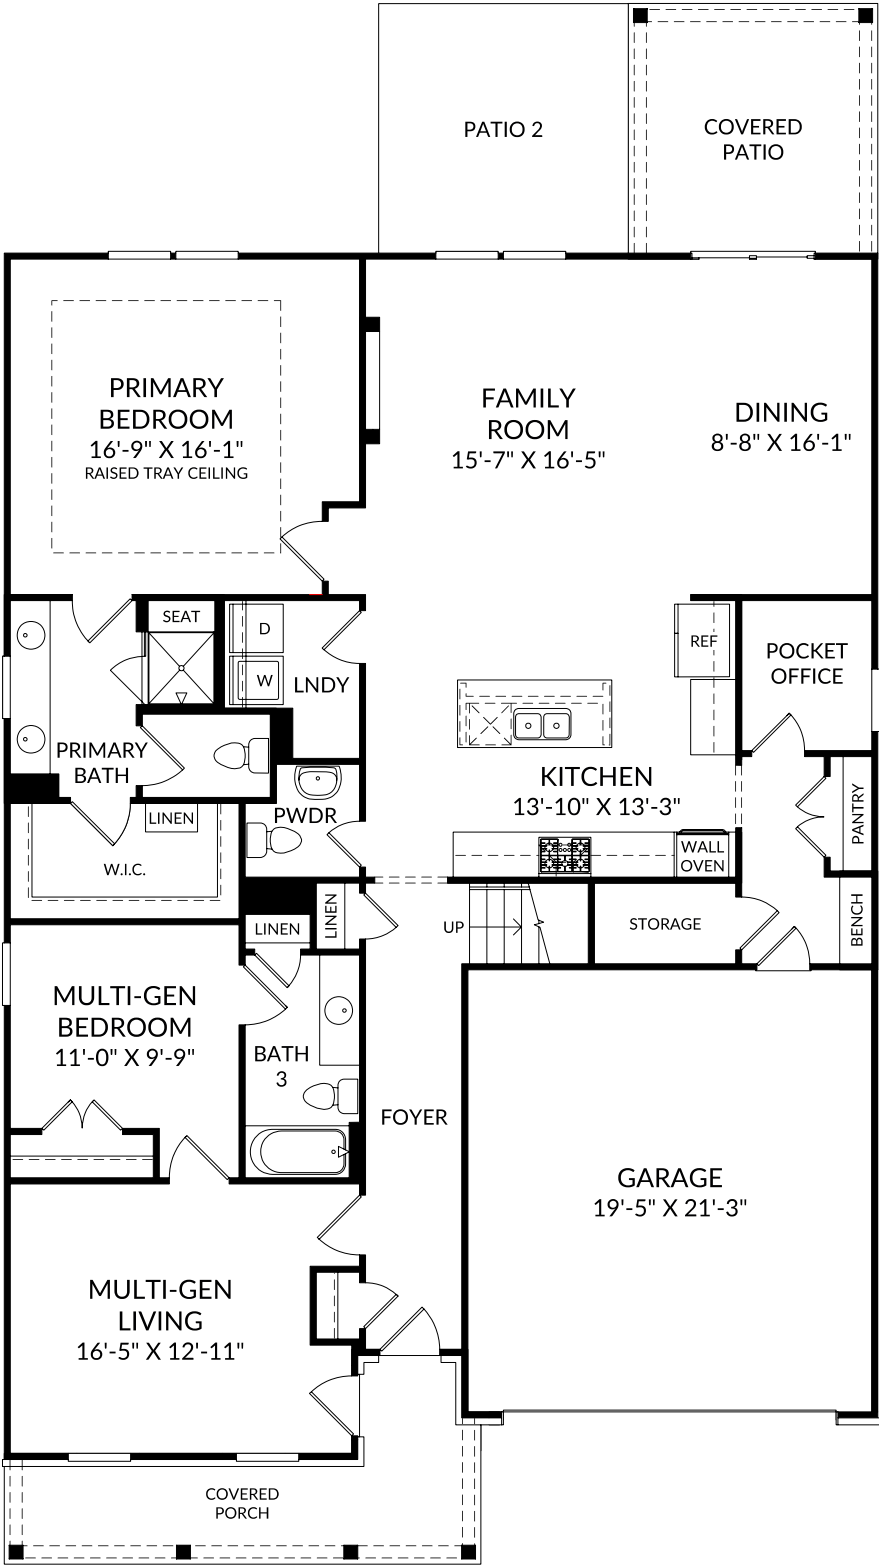 PATIO 2
COVERED
PATIO
PRIMARY
BEDROOM
16'-9" X 16'-1"
RAISED TRAY CEILING
FAMILY
ROOM
15'-7" X 16'-5"
DINING
8'-8" X 16'-1"
SEAT
D
W
LNDY
REF
POCKET
OFFICE
PRIMARY
BATH
KITCHEN
13'-10" X 13'-3"
PANTRY
LINEN
PWDR
W.I.C.
WALL
OVEN
LINEN
LINEN
UP
STORAGE
BENCH
MULTI-GEN
BEDROOM
11'-0" X 9'-9"
BATH
3
FOYER
GARAGE
19'-5" X 21'-3"
MULTI-GEN
LIVING
16'-5" X 12'-11"
COVERED
PORCH